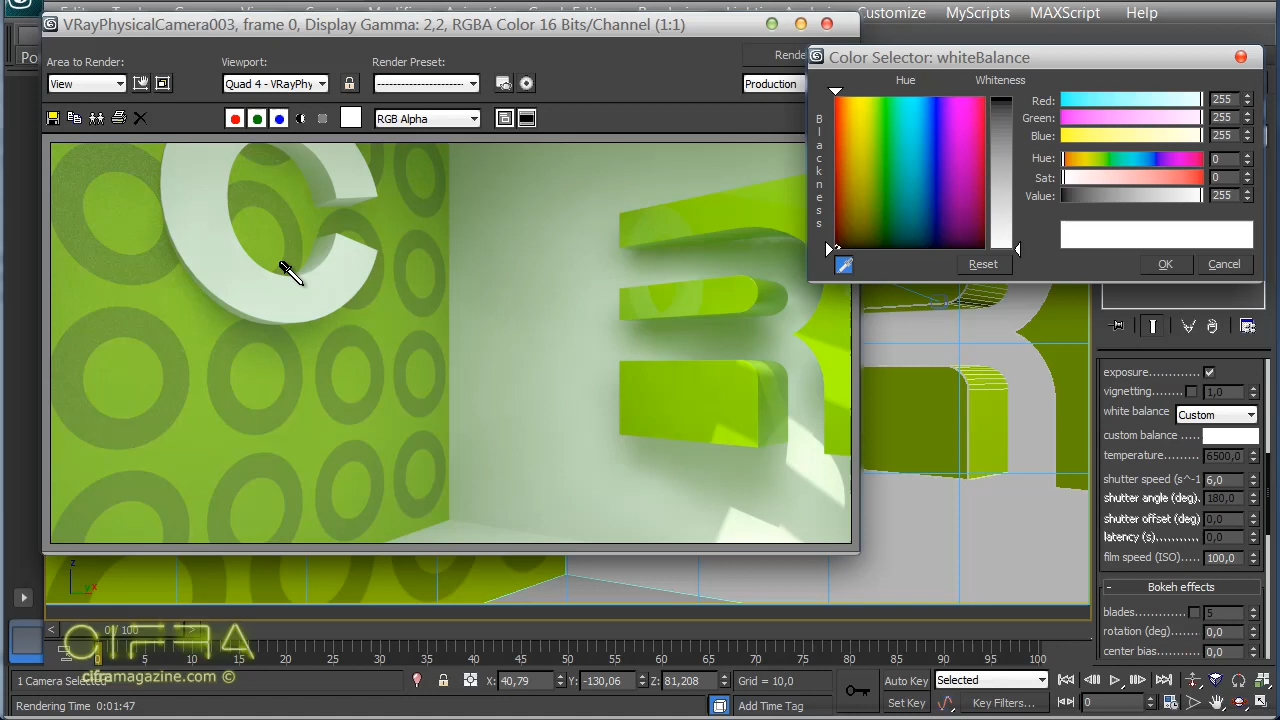 Customize MyScripts MAXScript Help
VRayPhysicalCamera003, frame 0, Display Gamma: 2,2, RGBA Color 16 Bits/Channel (1:1)
Po
Area to Render:
Viewport:
Render Preset:
Rende
View
Quad 4 - VRayPhy
Production
RGB Alpha
Color Selector: whiteBalance
Hue
Whiteness
Blackness
Red: 255
Green: 255
Blue: 255
Hue: 0
Sat: 0
Value: 255
Reset
OK
Cancel
exposure
vignetting 1,0
white balance Custom
custom balance
temperature 6500,0
shutter speed (s^-1 6,0
shutter angle (deg) 180,0
shutter offset (deg) 0,0
latency (s) 0,0
film speed (ISO) 100,0
- Bokeh effects
blades 5
rotation (deg) 0,0
center bias 0,0
z
x
0 / 100
CIFRA
0 5 10 15 20 25 30 35 40 45 50 55 60 65 70 75 80 85 90 95 100
ciframagazine.com ©
1 Camera Selected
X: 40,79
Y: -130,06
Z: 81,208
Grid = 10,0
Auto Key
Selected
Rendering Time 0:01:47
Add Time Tag
Set Key
Key Filters...
0